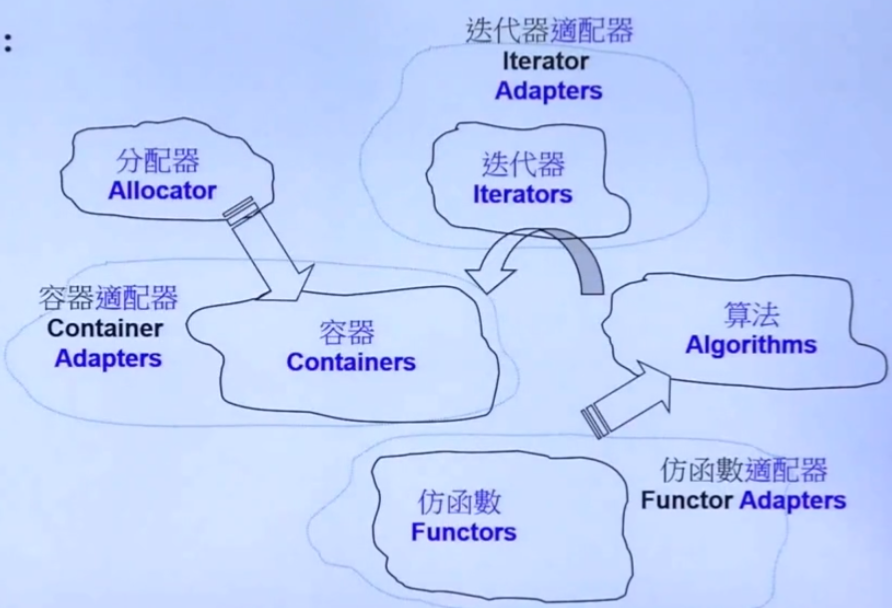 :
迭代器適配器
Iterator
Adapters
分配器
Allocator
迭代器
Iterators
容器適配器
Container
Adapters
容器
Containers
算法
Algorithms
仿函數
Functors
仿函數適配器
Functor Adapters